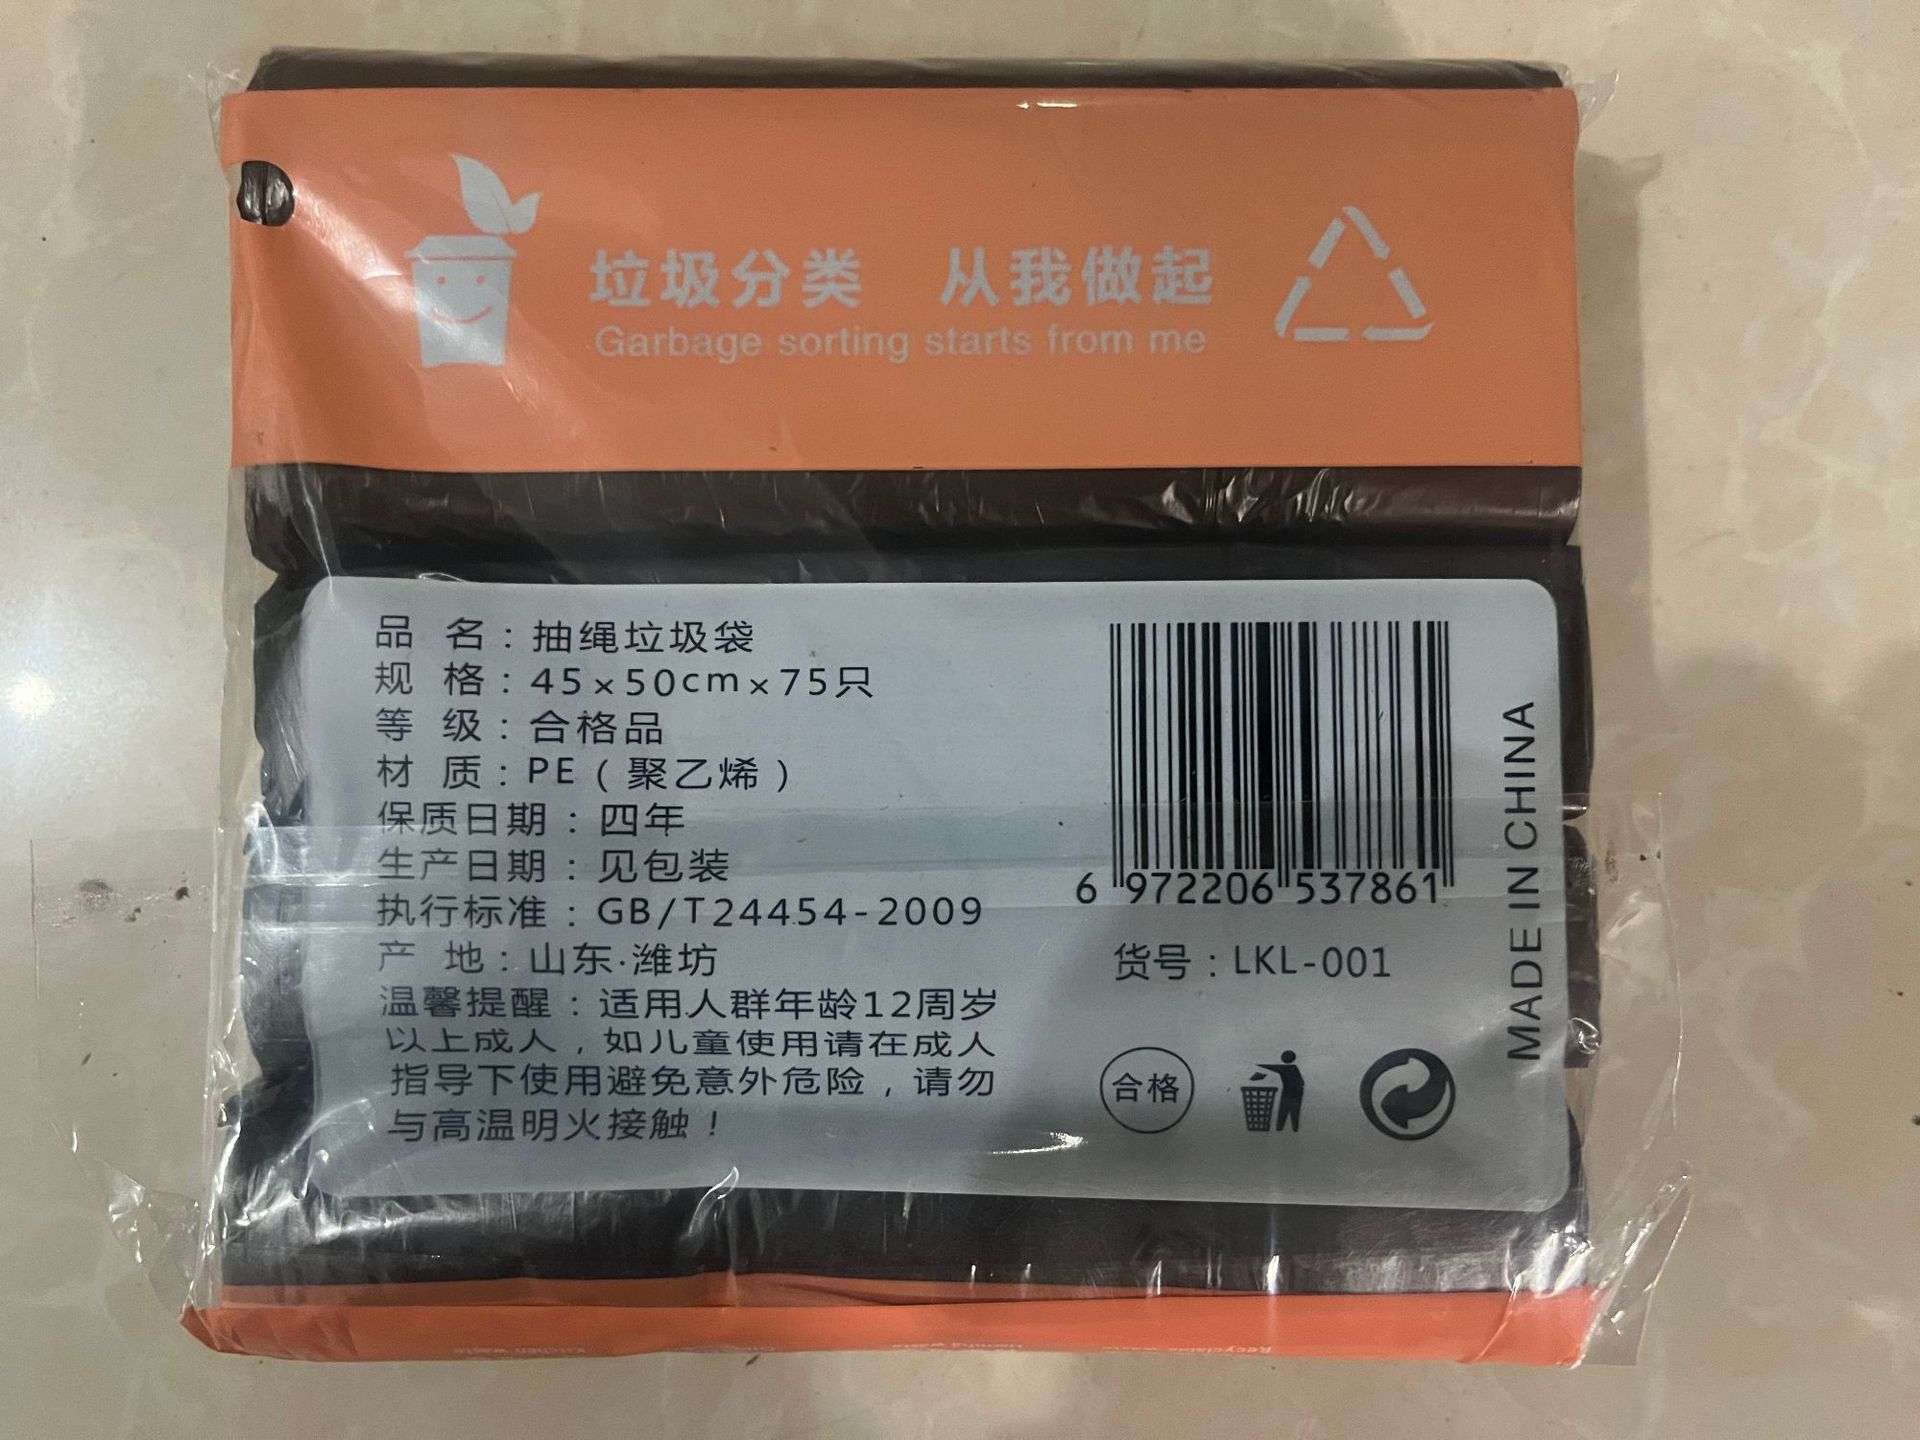 垃圾分类 从我做起
Garbage sorting starts from me
品 名：抽绳垃圾袋
规 格：45×50cm×75只
等 级：合格品
材 质：PE（聚乙烯）
保质日期：四年
生产日期：见包装
执行标准：GB/T24454-2009
产 地：山东·潍坊
温馨提醒：适用人群年龄12周岁
以上成人，如儿童使用请在成人
指导下使用避免意外危险，请勿
与高温明火接触！
6 972206 537861
货号：LKL-001
合格
MADE IN CHINA
Kitchen waste
Harmful waste
Recyclable waste